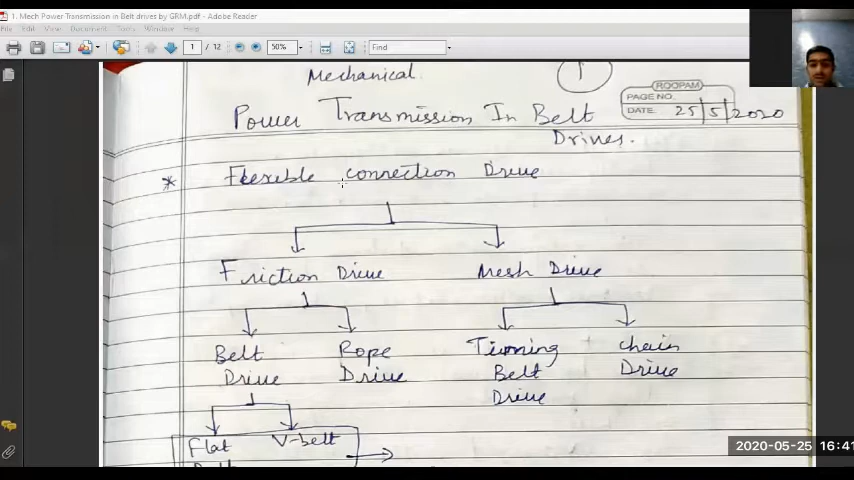 1. Mech Power Transmission in Belt drives by GRM.pdf - Adobe Reader
File Edit View Document Tools Window Help
1 / 12 50% Find
Mechanical 1
ROOPAM
PAGE NO.
DATE: 25/5/2020
Power Transmission In Belt
Drives.
* Flexible connection Drive
Friction Drive Mesh Drive
Belt Rope Timing chain
Drive Drive Belt Drive
Drive
Flat V-belt
2020-05-25 16:41